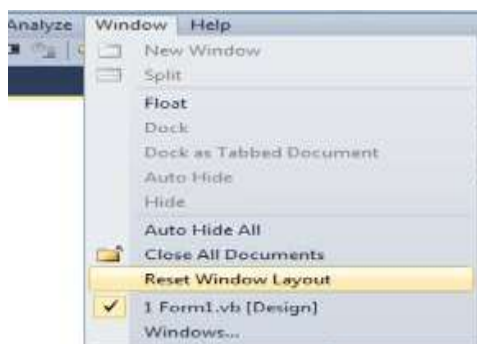 Analyze Window Help
New Window
Split
Float
Dock
Dock as Tabbed Document
Auto Hide
Hide
Auto Hide All
Close All Documents
Reset Window Layout
1 Form1.vb [Design]
Windows...